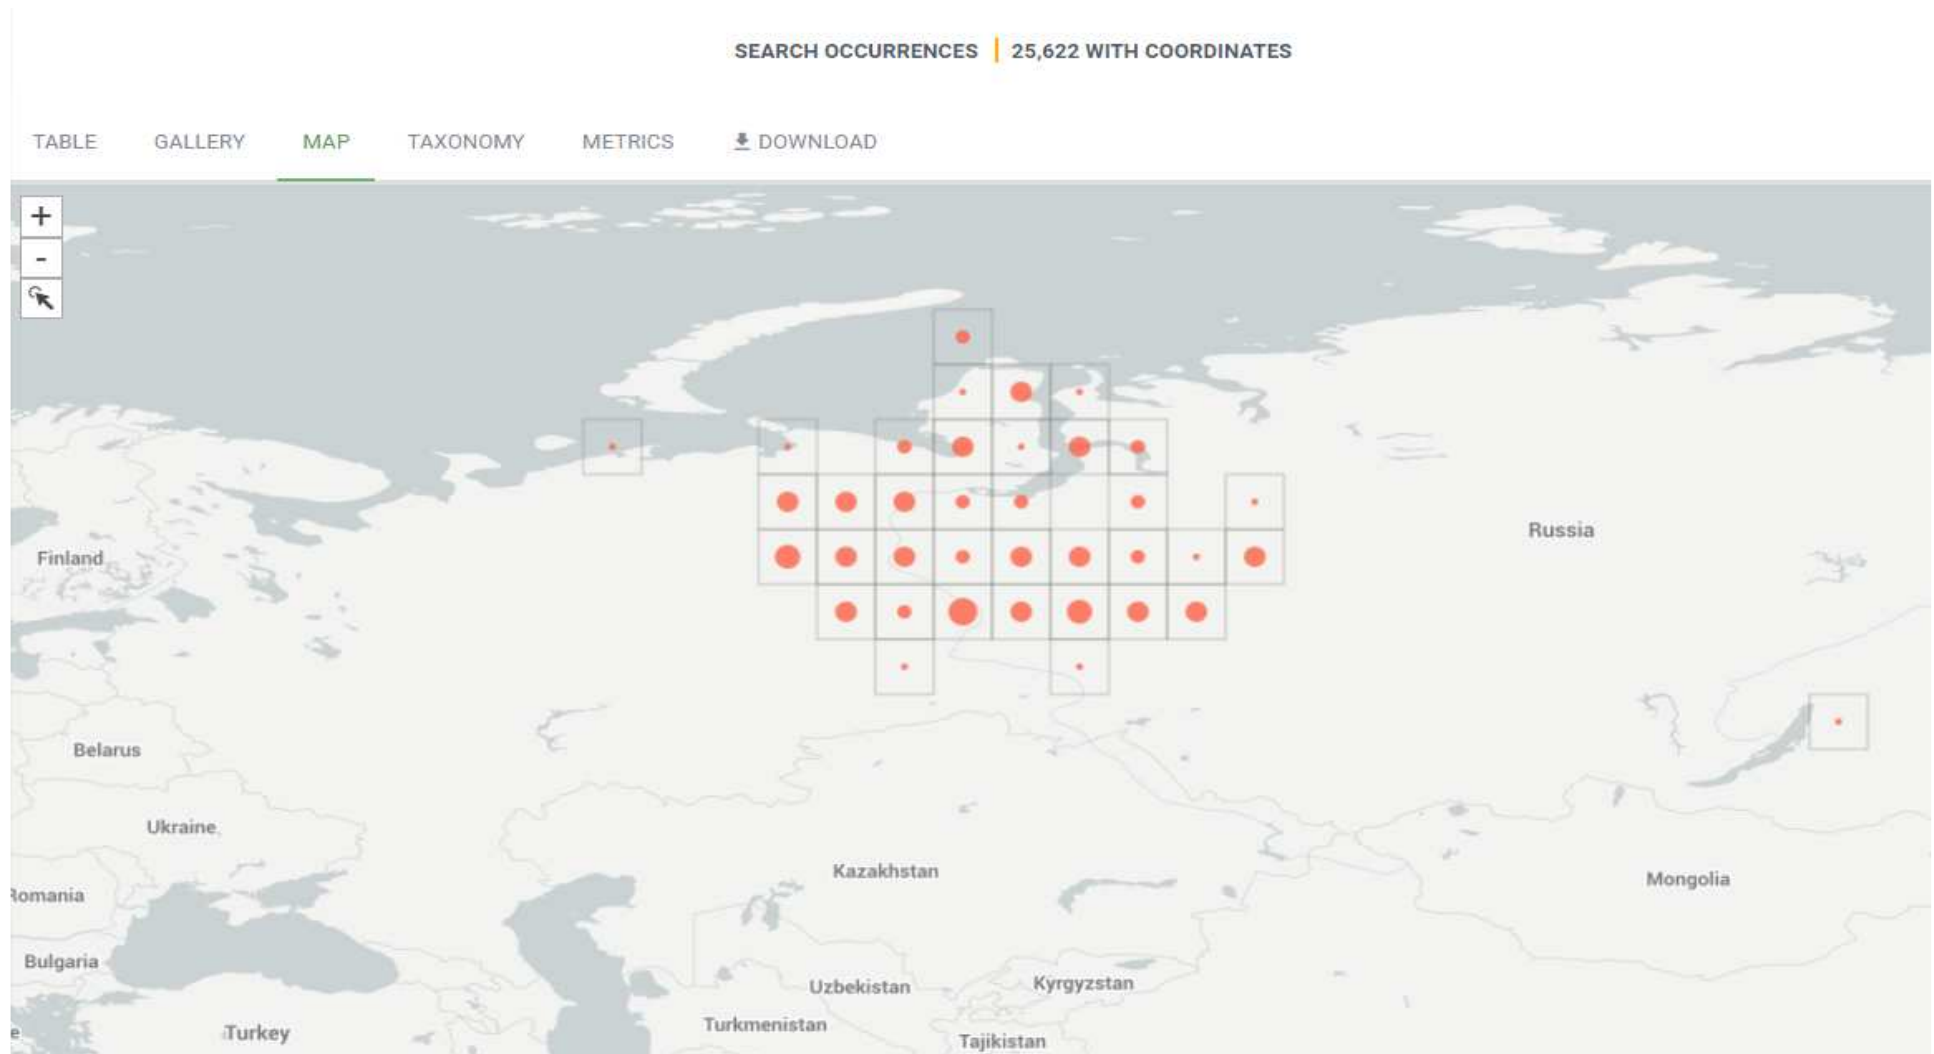 SEARCH OCCURRENCES | 25,622 WITH COORDINATES
TABLE GALLERY MAP TAXONOMY METRICS DOWNLOAD
+
-
Russia
Finland
Belarus
Ukraine
Kazakhstan
Mongolia
Romania
Bulgaria
Uzbekistan
Kyrgyzstan
Turkmenistan
Turkey
Tajikistan